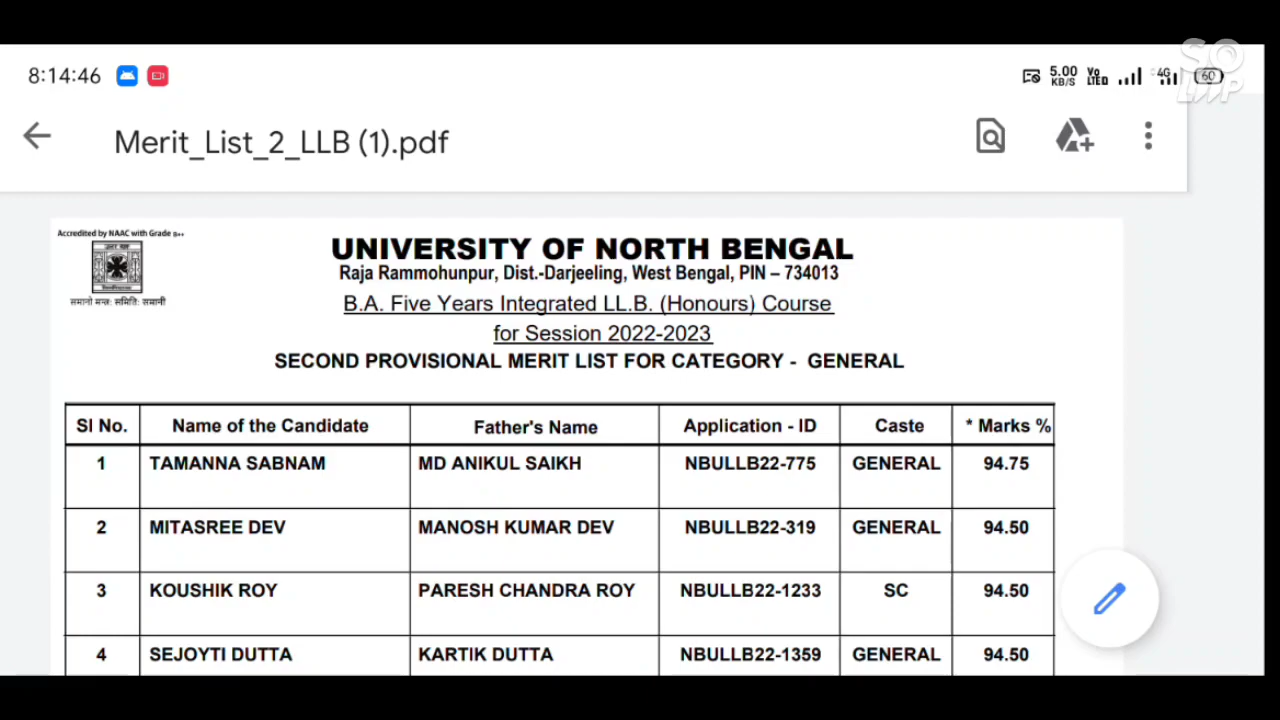 8:14:46
5.00 KB/S
Vo LTE
4G
60
Merit_List_2_LLB (1).pdf
Accredited by NAAC with Grade B++
समानो मन्त्र: समिति: समानी
UNIVERSITY OF NORTH BENGAL
Raja Rammohunpur, Dist.-Darjeeling, West Bengal, PIN – 734013
B.A. Five Years Integrated LL.B. (Honours) Course
for Session 2022-2023
SECOND PROVISIONAL MERIT LIST FOR CATEGORY - GENERAL
Sl No. Name of the Candidate Father's Name Application - ID Caste * Marks %
1 TAMANNA SABNAM MD ANIKUL SAIKH NBULLB22-775 GENERAL 94.75
2 MITASREE DEV MANOSH KUMAR DEV NBULLB22-319 GENERAL 94.50
3 KOUSHIK ROY PARESH CHANDRA ROY NBULLB22-1233 SC 94.50
4 SEJOYTI DUTTA KARTIK DUTTA NBULLB22-1359 GENERAL 94.50